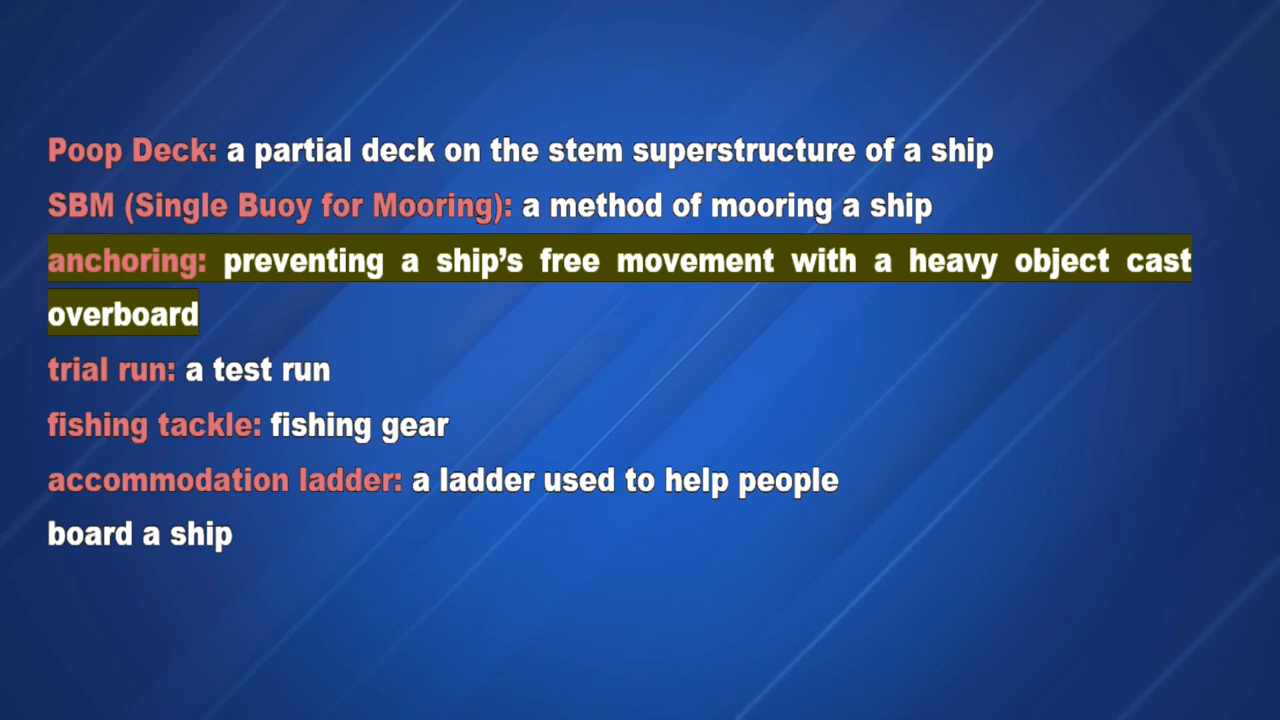 Poop Deck: a partial deck on the stem superstructure of a ship
SBM (Single Buoy for Mooring): a method of mooring a ship
anchoring: preventing a ship’s free movement with a heavy object cast
overboard
trial run: a test run
fishing tackle: fishing gear
accommodation ladder: a ladder used to help people
board a ship